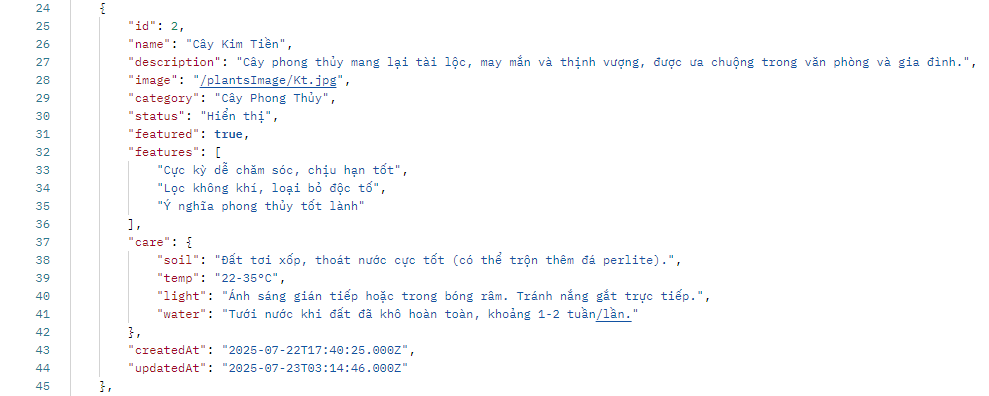 24 {
25 "id": 2,
26 "name": "Cây Kim Tiền",
27 "description": "Cây phong thủy mang lại tài lộc, may mắn và thịnh vượng, được ưa chuộng trong văn phòng và gia đình.",
28 "image": "/plantsImage/Kt.jpg",
29 "category": "Cây Phong Thủy",
30 "status": "Hiển thị",
31 "featured": true,
32 "features": [
33 "Cực kỳ dễ chăm sóc, chịu hạn tốt",
34 "Lọc không khí, loại bỏ độc tố",
35 "Ý nghĩa phong thủy tốt lành"
36 ],
37 "care": {
38 "soil": "Đất tơi xốp, thoát nước cực tốt (có thể trộn thêm đá perlite).",
39 "temp": "22-35°C",
40 "light": "Ánh sáng gián tiếp hoặc trong bóng râm. Tránh nắng gắt trực tiếp.",
41 "water": "Tưới nước khi đất đã khô hoàn toàn, khoảng 1-2 tuần/lần."
42 },
43 "createdAt": "2025-07-22T17:40:25.000Z",
44 "updatedAt": "2025-07-23T03:14:46.000Z"
45 },